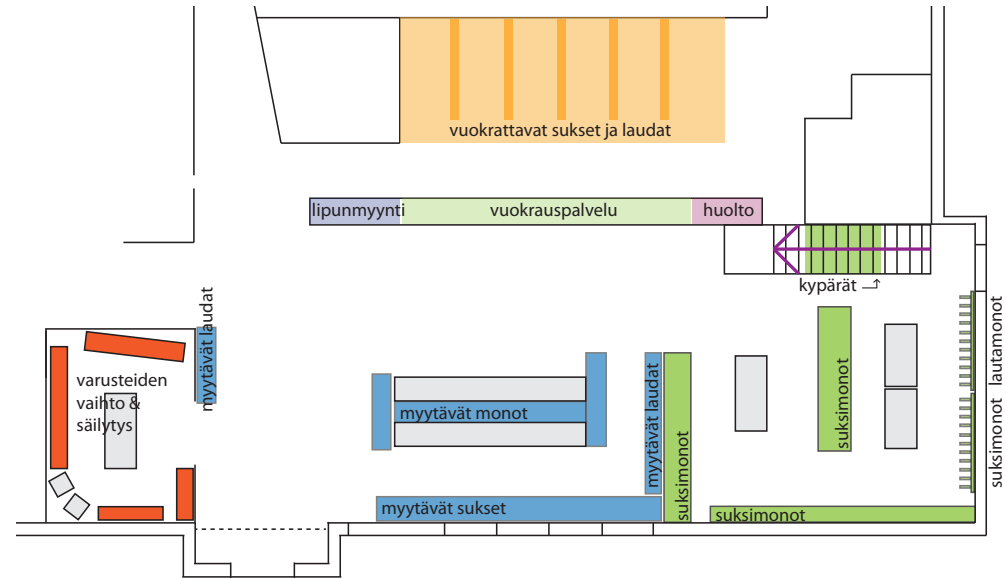 vuokrattavat sukset ja laudat
lipunmyynti
vuokrauspalvelu
huolto
kypärät
myytävät laudat
varusteiden
vaihto &
säilytys
myytävät monot
myytävät laudat
suksimonot
suksimonot
lautamonot
suksimonot
myytävät sukset
suksimonot